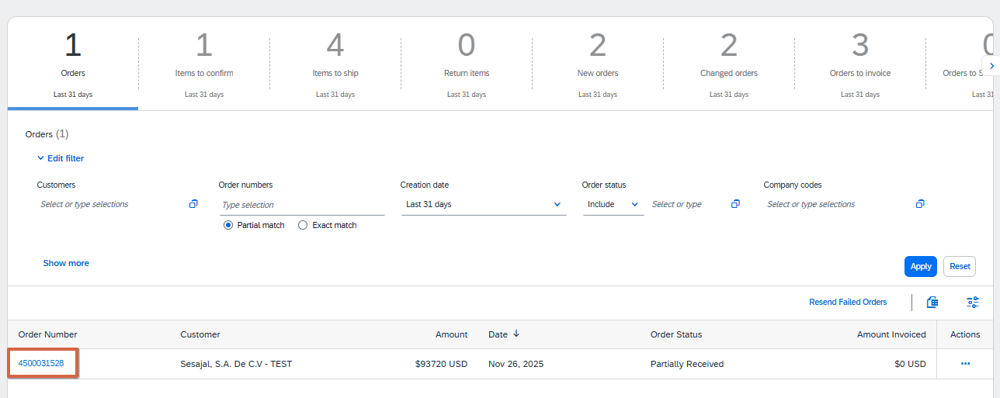 1 1 4 0 2 2 3
Orders Items to confirm Items to ship Return items New orders Changed orders Orders to invoice Orders to
Last 31 days Last 31 days Last 31 days Last 31 days Last 31 days Last 31 days Last 31 days Last
Orders (1)
Edit filter
Customers Order numbers Creation date Order status Company codes
Select or type selections Type selection Last 31 days Include Select or type Select or type selections
Partial match Exact match
Show more Apply Reset
Resend Failed Orders
Order Number Customer Amount Date ↓ Order Status Amount Invoiced Actions
4500031528 Sesajal, S.A. De C.V - TEST $93720 USD Nov 26, 2025 Partially Received $0 USD ...